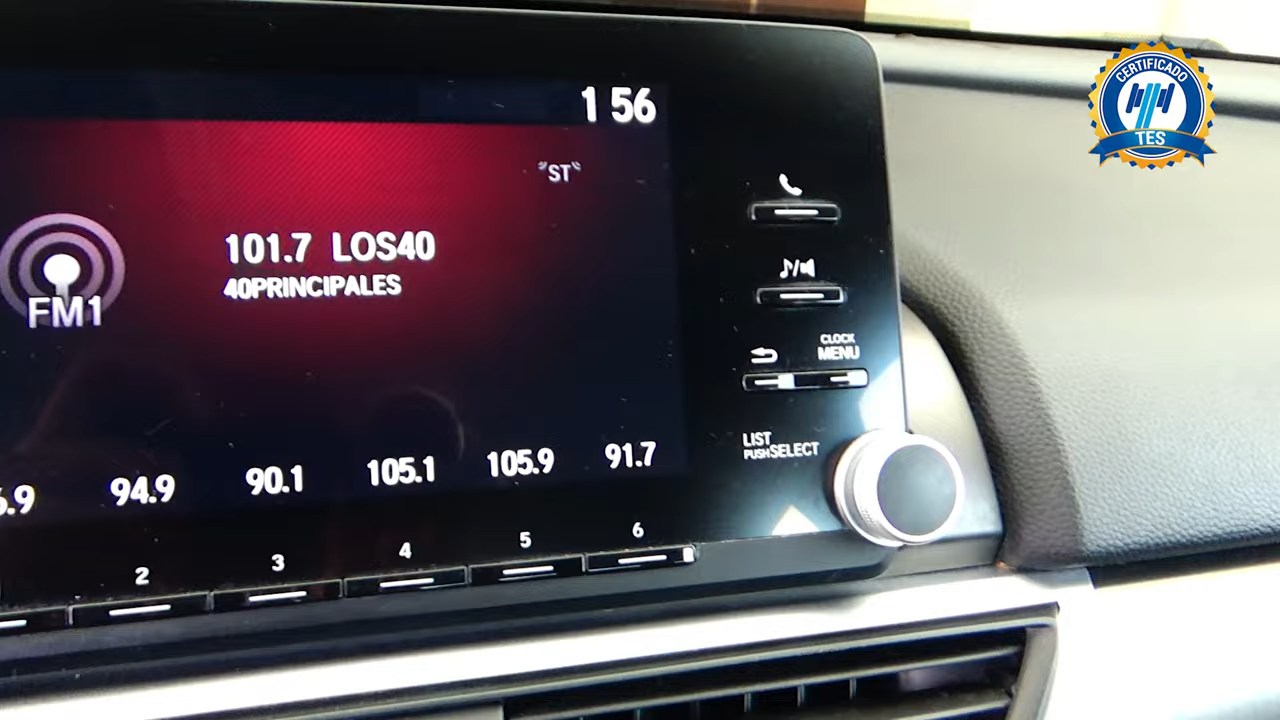 1 56
CERTIFICADO
TES
"ST"
101.7 LOS40
40PRINCIPALES
FM1
CLOCK
MENU
LIST
PUSH SELECT
6.9 94.9 90.1 105.1 105.9 91.7
2 3 4 5 6